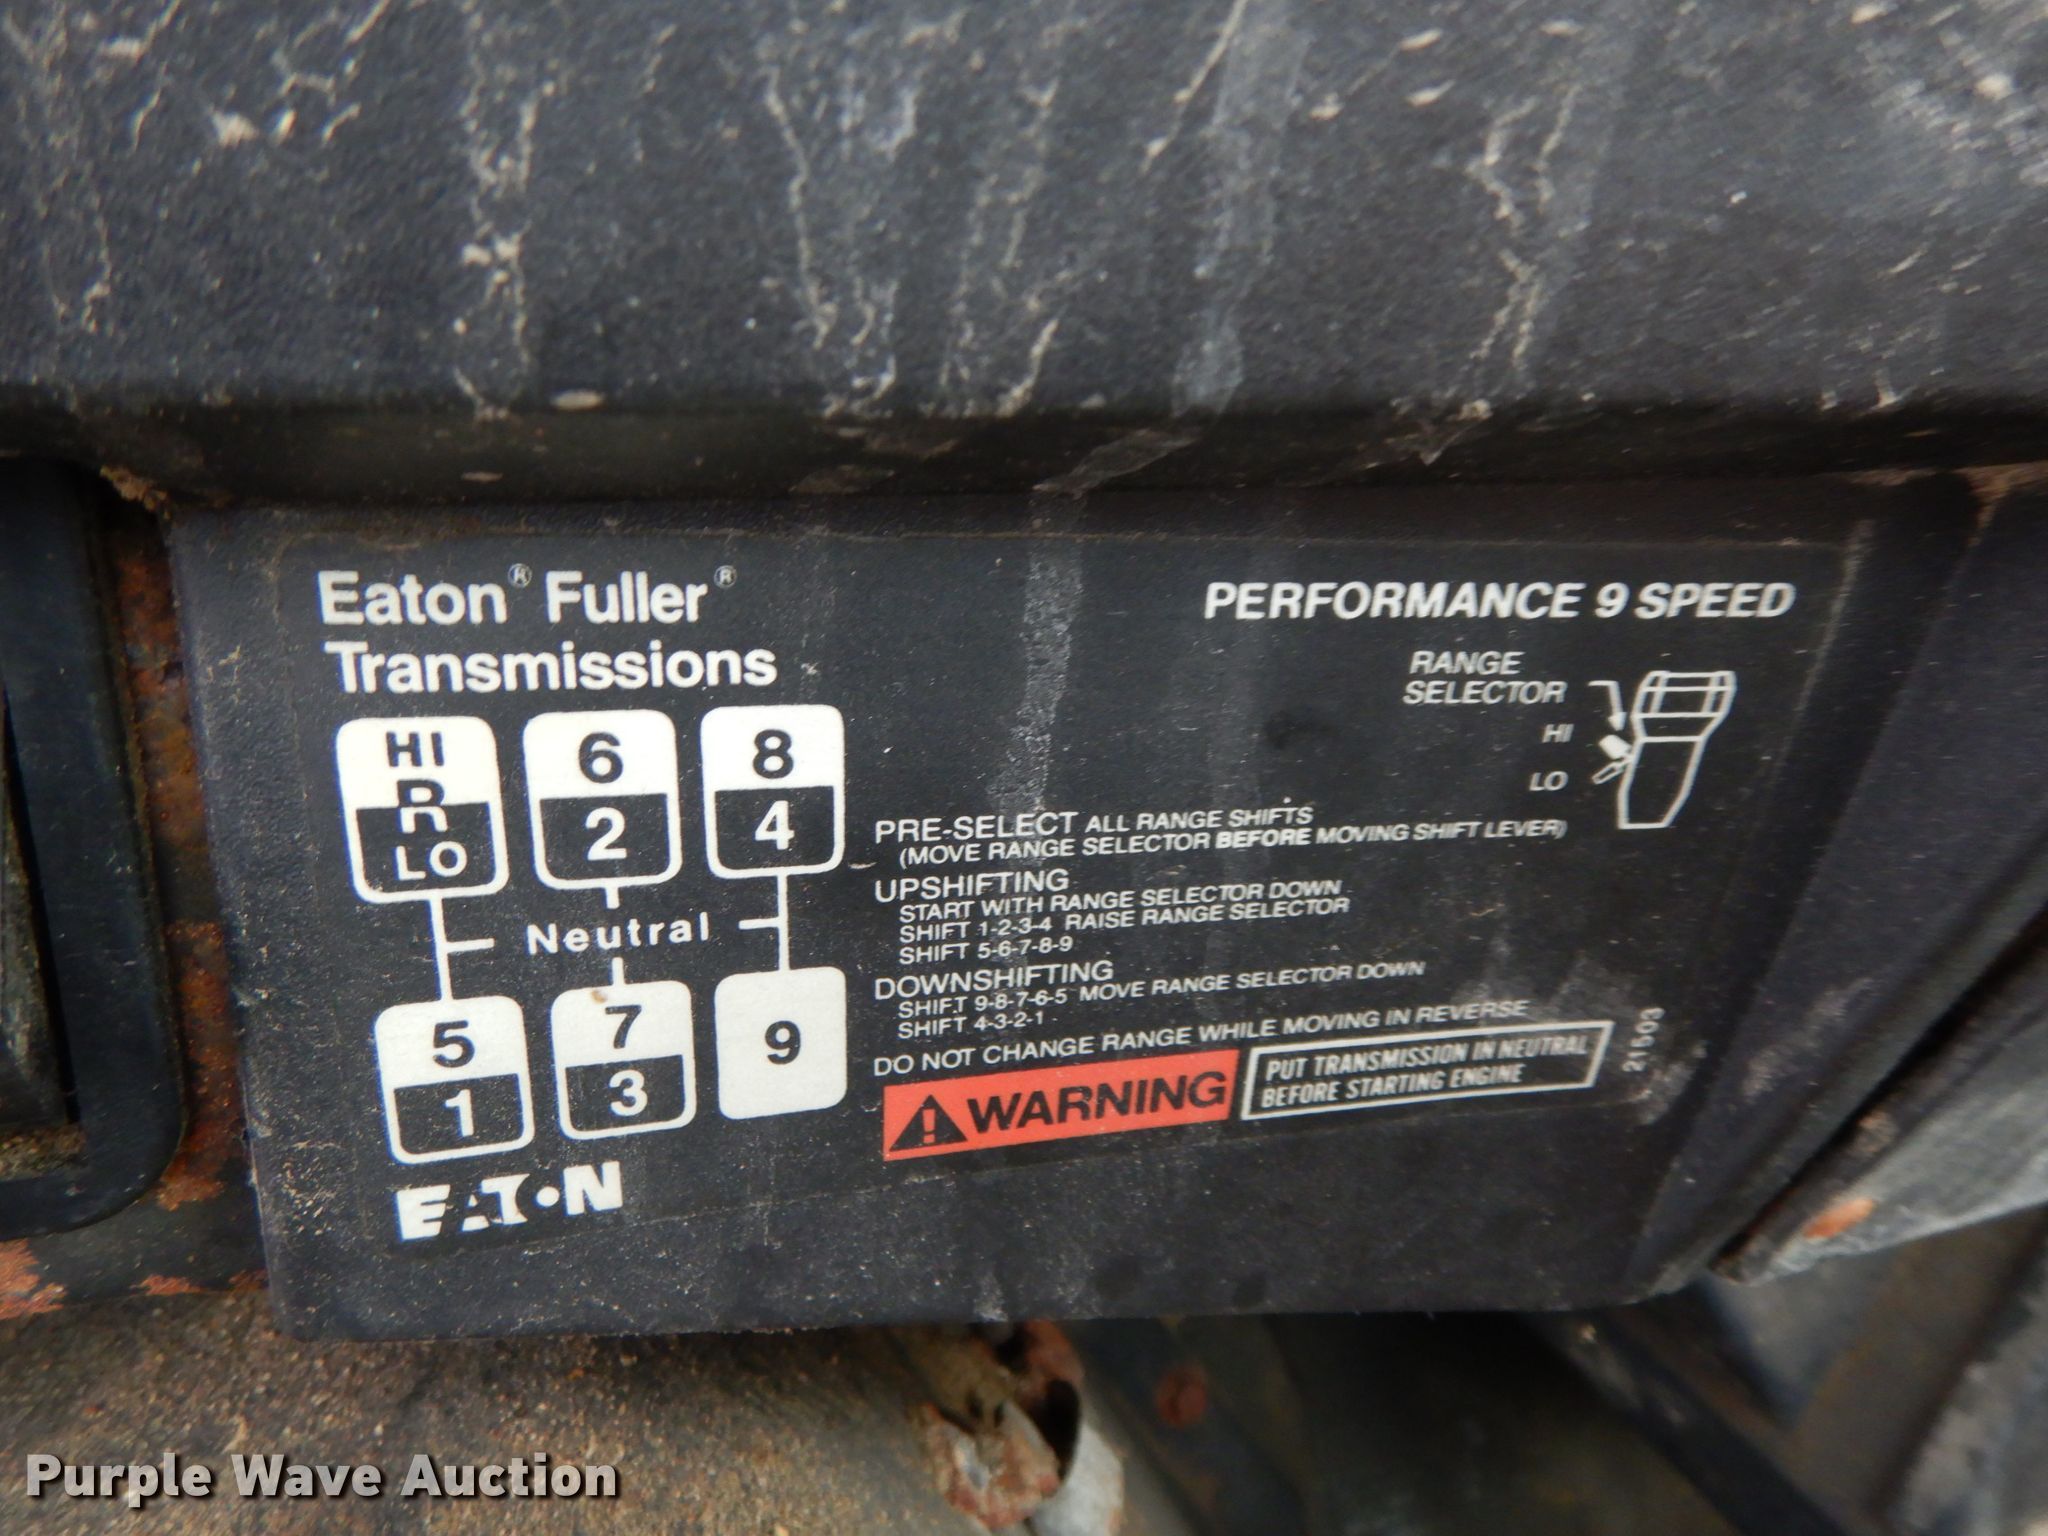 Eaton® Fuller®
Transmissions
PERFORMANCE 9 SPEED
RANGE
SELECTOR
HI
LO
HI
R
LO
6
2
8
4
Neutral
5
1
7
3
9
EATON
PRE-SELECT ALL RANGE SHIFTS
(MOVE RANGE SELECTOR BEFORE MOVING SHIFT LEVER)
UPSHIFTING
START WITH RANGE SELECTOR DOWN
SHIFT 1-2-3-4 RAISE RANGE SELECTOR
SHIFT 5-6-7-8-9
DOWNSHIFTING
SHIFT 9-8-7-6-5 MOVE RANGE SELECTOR DOWN
SHIFT 4-3-2-1
DO NOT CHANGE RANGE WHILE MOVING IN REVERSE
WARNING
PUT TRANSMISSION IN NEUTRAL
BEFORE STARTING ENGINE
21503
Purple Wave Auction